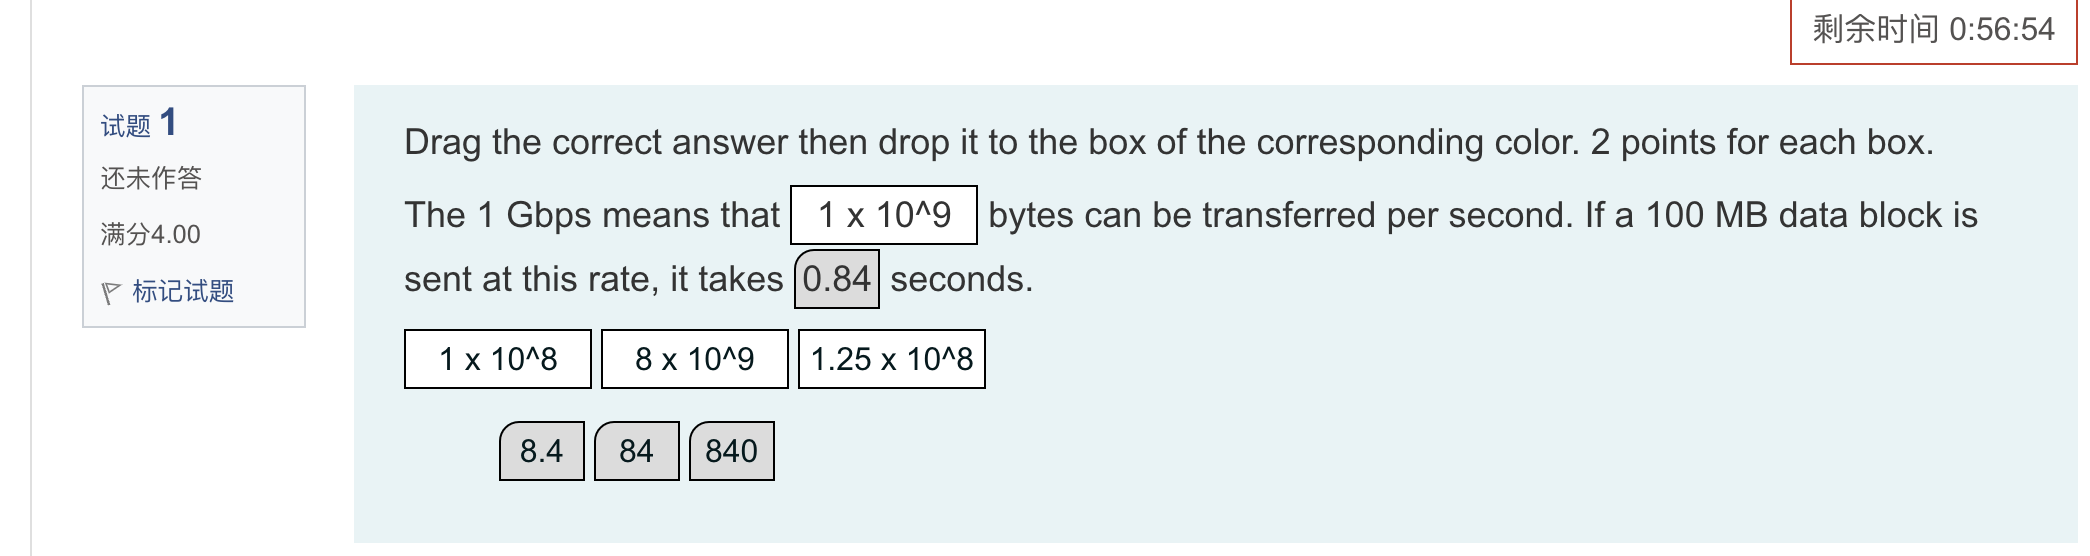 剩余时间 0:56:54
试题 1
还未作答
满分4.00
标记试题
Drag the correct answer then drop it to the box of the corresponding color. 2 points for each box.
The 1 Gbps means that 1 x 10^9 bytes can be transferred per second. If a 100 MB data block is
sent at this rate, it takes 0.84 seconds.
1 x 10^8 8 x 10^9 1.25 x 10^8
8.4 84 840